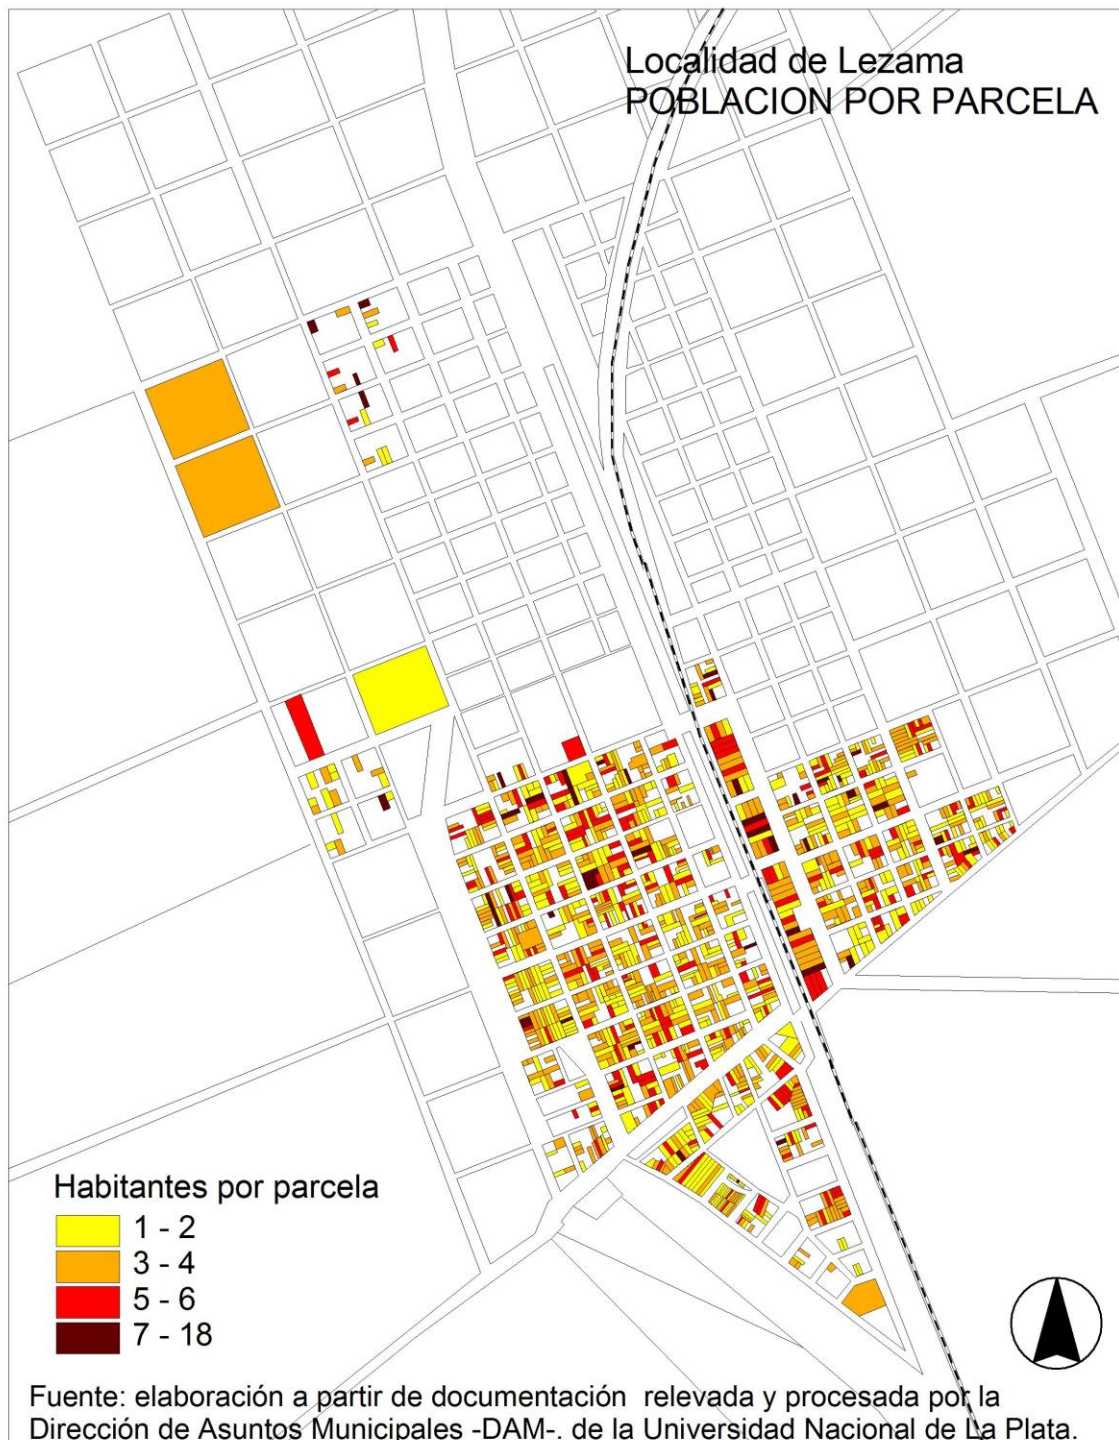 Localidad de Lezama
POBLACION POR PARCELA
Habitantes por parcela
1 - 2
3 - 4
5 - 6
7 - 18
Fuente: elaboración a partir de documentación relevada y procesada por la
Dirección de Asuntos Municipales -DAM-. de la Universidad Nacional de La Plata.